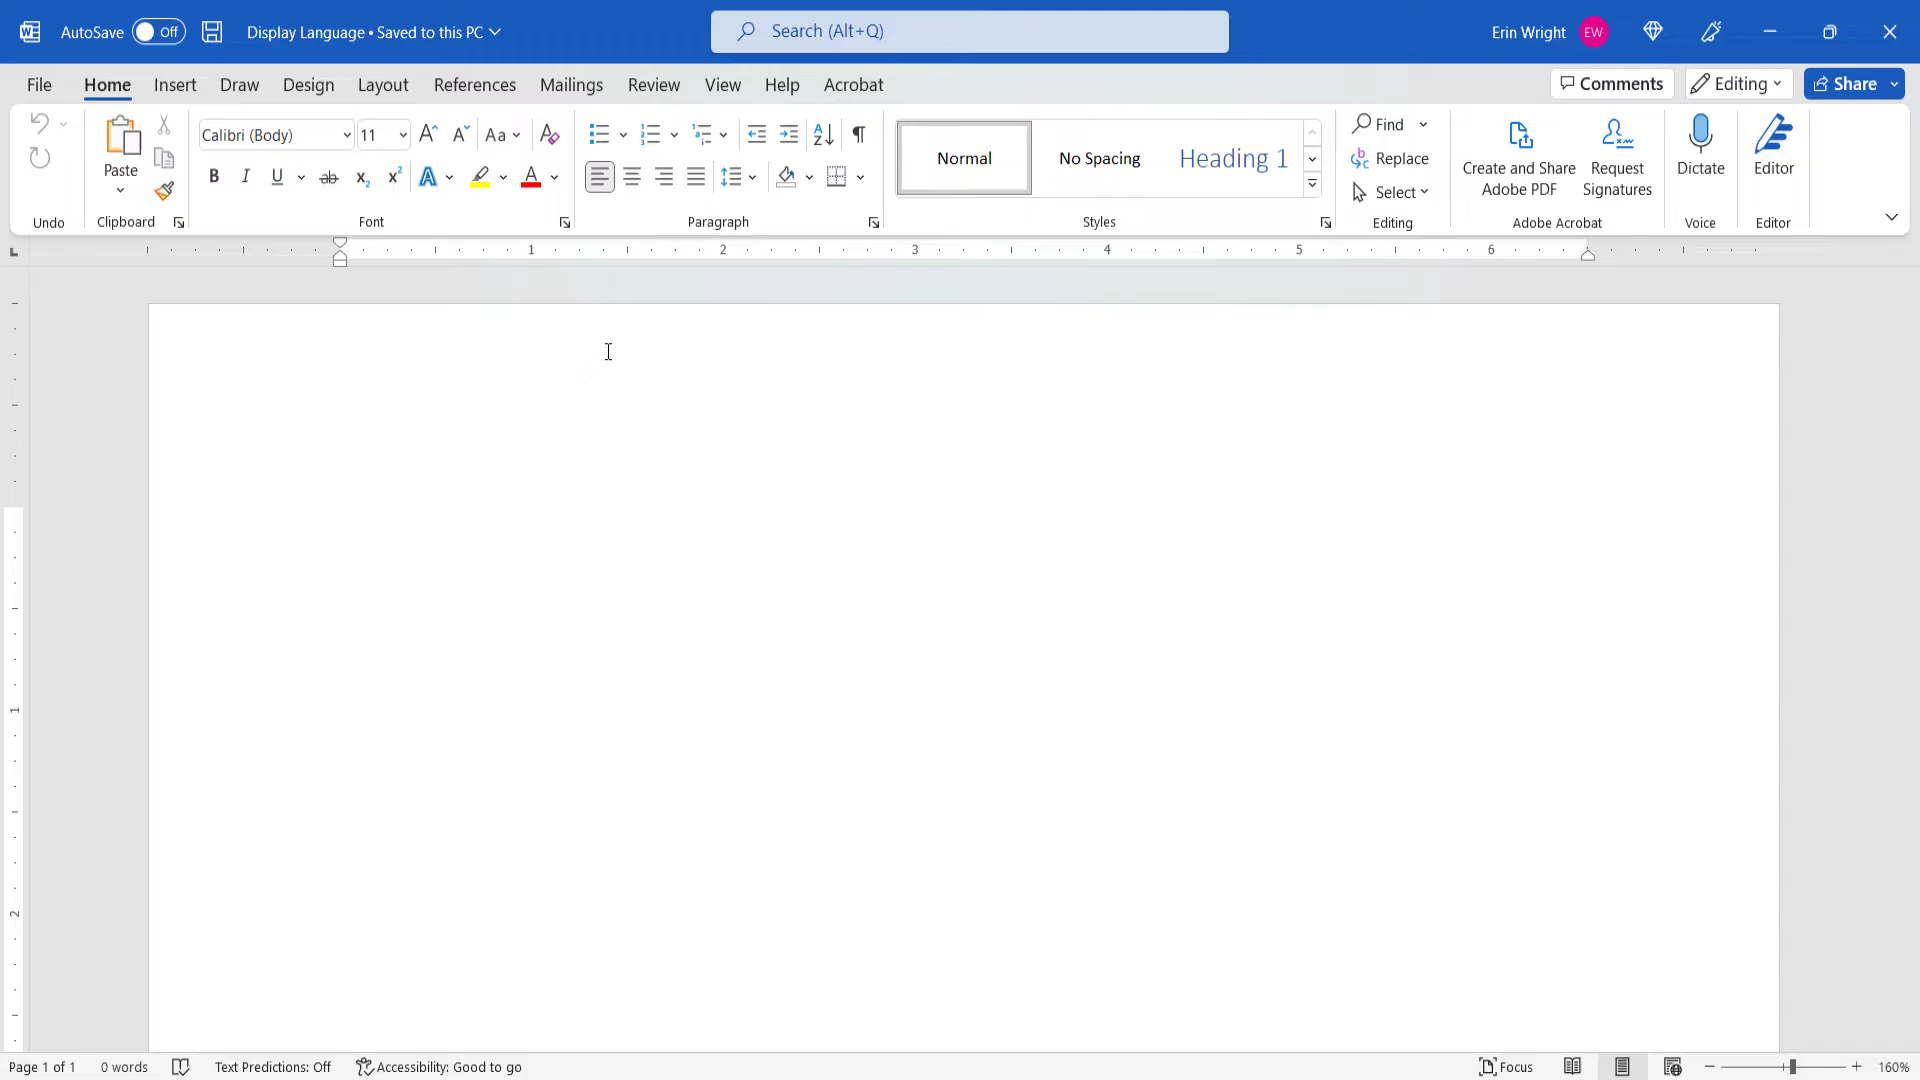 AutoSave Off Display Language • Saved to this PC Search (Alt+Q) Erin Wright EW
File Home Insert Draw Design Layout References Mailings Review View Help Acrobat Comments Editing Share
Calibri (Body) 11 Aa
Paste
B I U ab x₂ x² A A
Normal No Spacing Heading 1
Find
Replace
Select
Create and Share
Adobe PDF
Request
Signatures
Dictate
Editor
Undo Clipboard Font Paragraph Styles Editing Adobe Acrobat Voice Editor
1 2 3 4 5 6
1
2
Page 1 of 1 0 words Text Predictions: Off Accessibility: Good to go Focus 160%